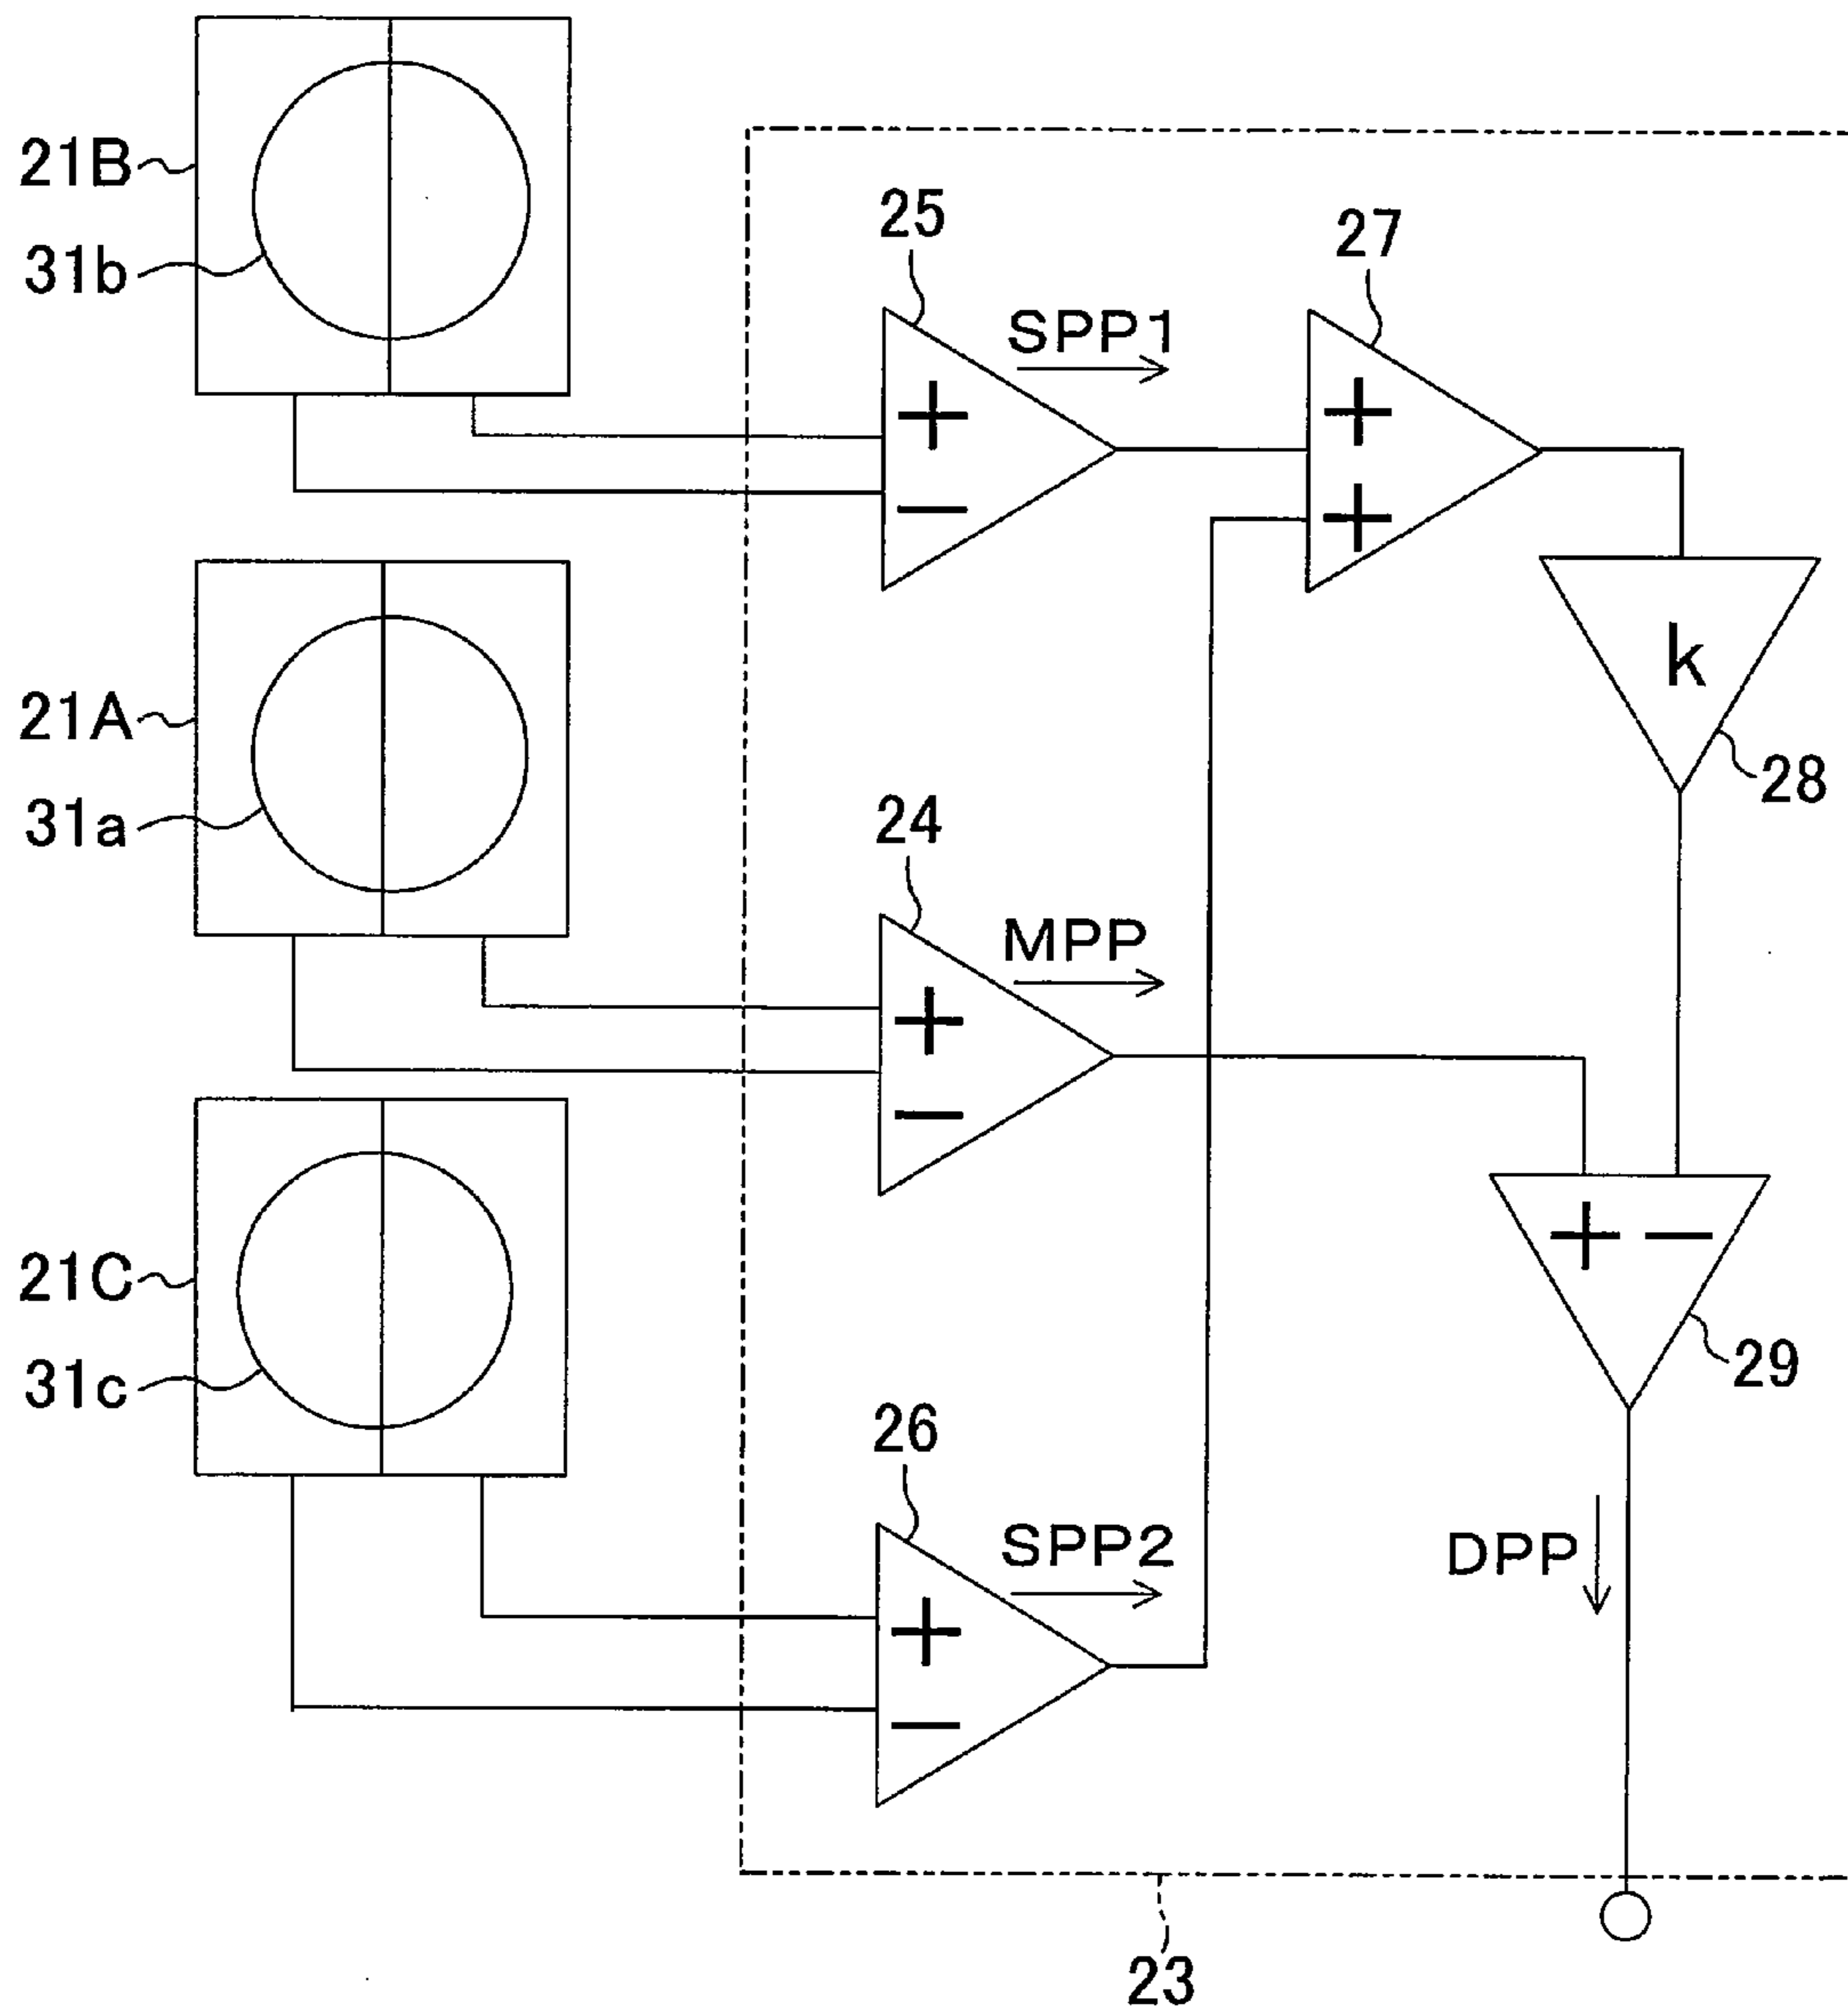 21B
31b
25
SPP1
27
+
−
+
+
k
28
21A
31a
24
MPP
+
−
+ −
29
21C
31c
26
SPP2
+
−
DPP
23